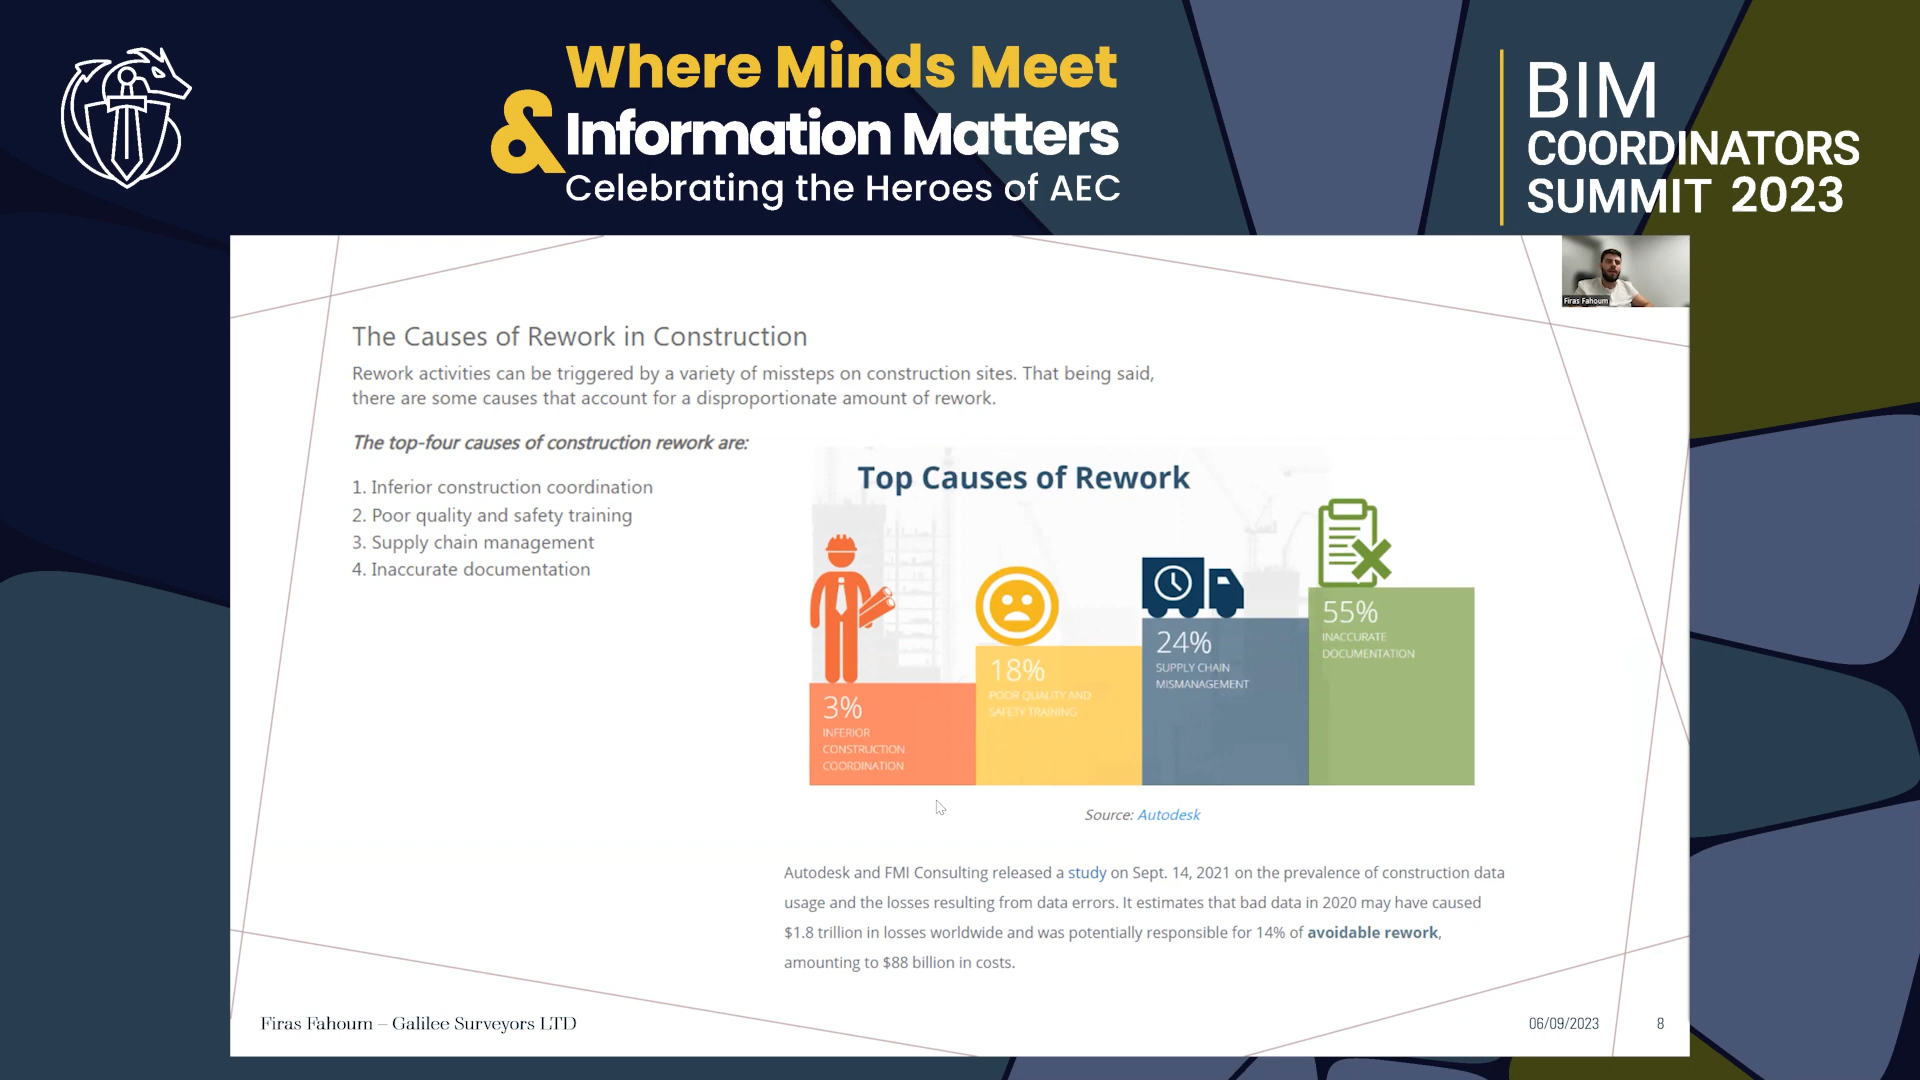 Where Minds Meet
& Information Matters
Celebrating the Heroes of AEC
BIM
COORDINATORS
SUMMIT 2023
Firas Fahoum
The Causes of Rework in Construction
Rework activities can be triggered by a variety of missteps on construction sites. That being said,
there are some causes that account for a disproportionate amount of rework.
The top-four causes of construction rework are:
1. Inferior construction coordination
2. Poor quality and safety training
3. Supply chain management
4. Inaccurate documentation
Top Causes of Rework
3%
INFERIOR
CONSTRUCTION
COORDINATION
18%
POOR QUALITY AND
SAFETY TRAINING
24%
SUPPLY CHAIN
MISMANAGEMENT
55%
INACCURATE
DOCUMENTATION
Source: Autodesk
Autodesk and FMI Consulting released a study on Sept. 14, 2021 on the prevalence of construction data
usage and the losses resulting from data errors. It estimates that bad data in 2020 may have caused
$1.8 trillion in losses worldwide and was potentially responsible for 14% of avoidable rework,
amounting to $88 billion in costs.
Firas Fahoum – Galilee Surveyors LTD
06/09/2023
8